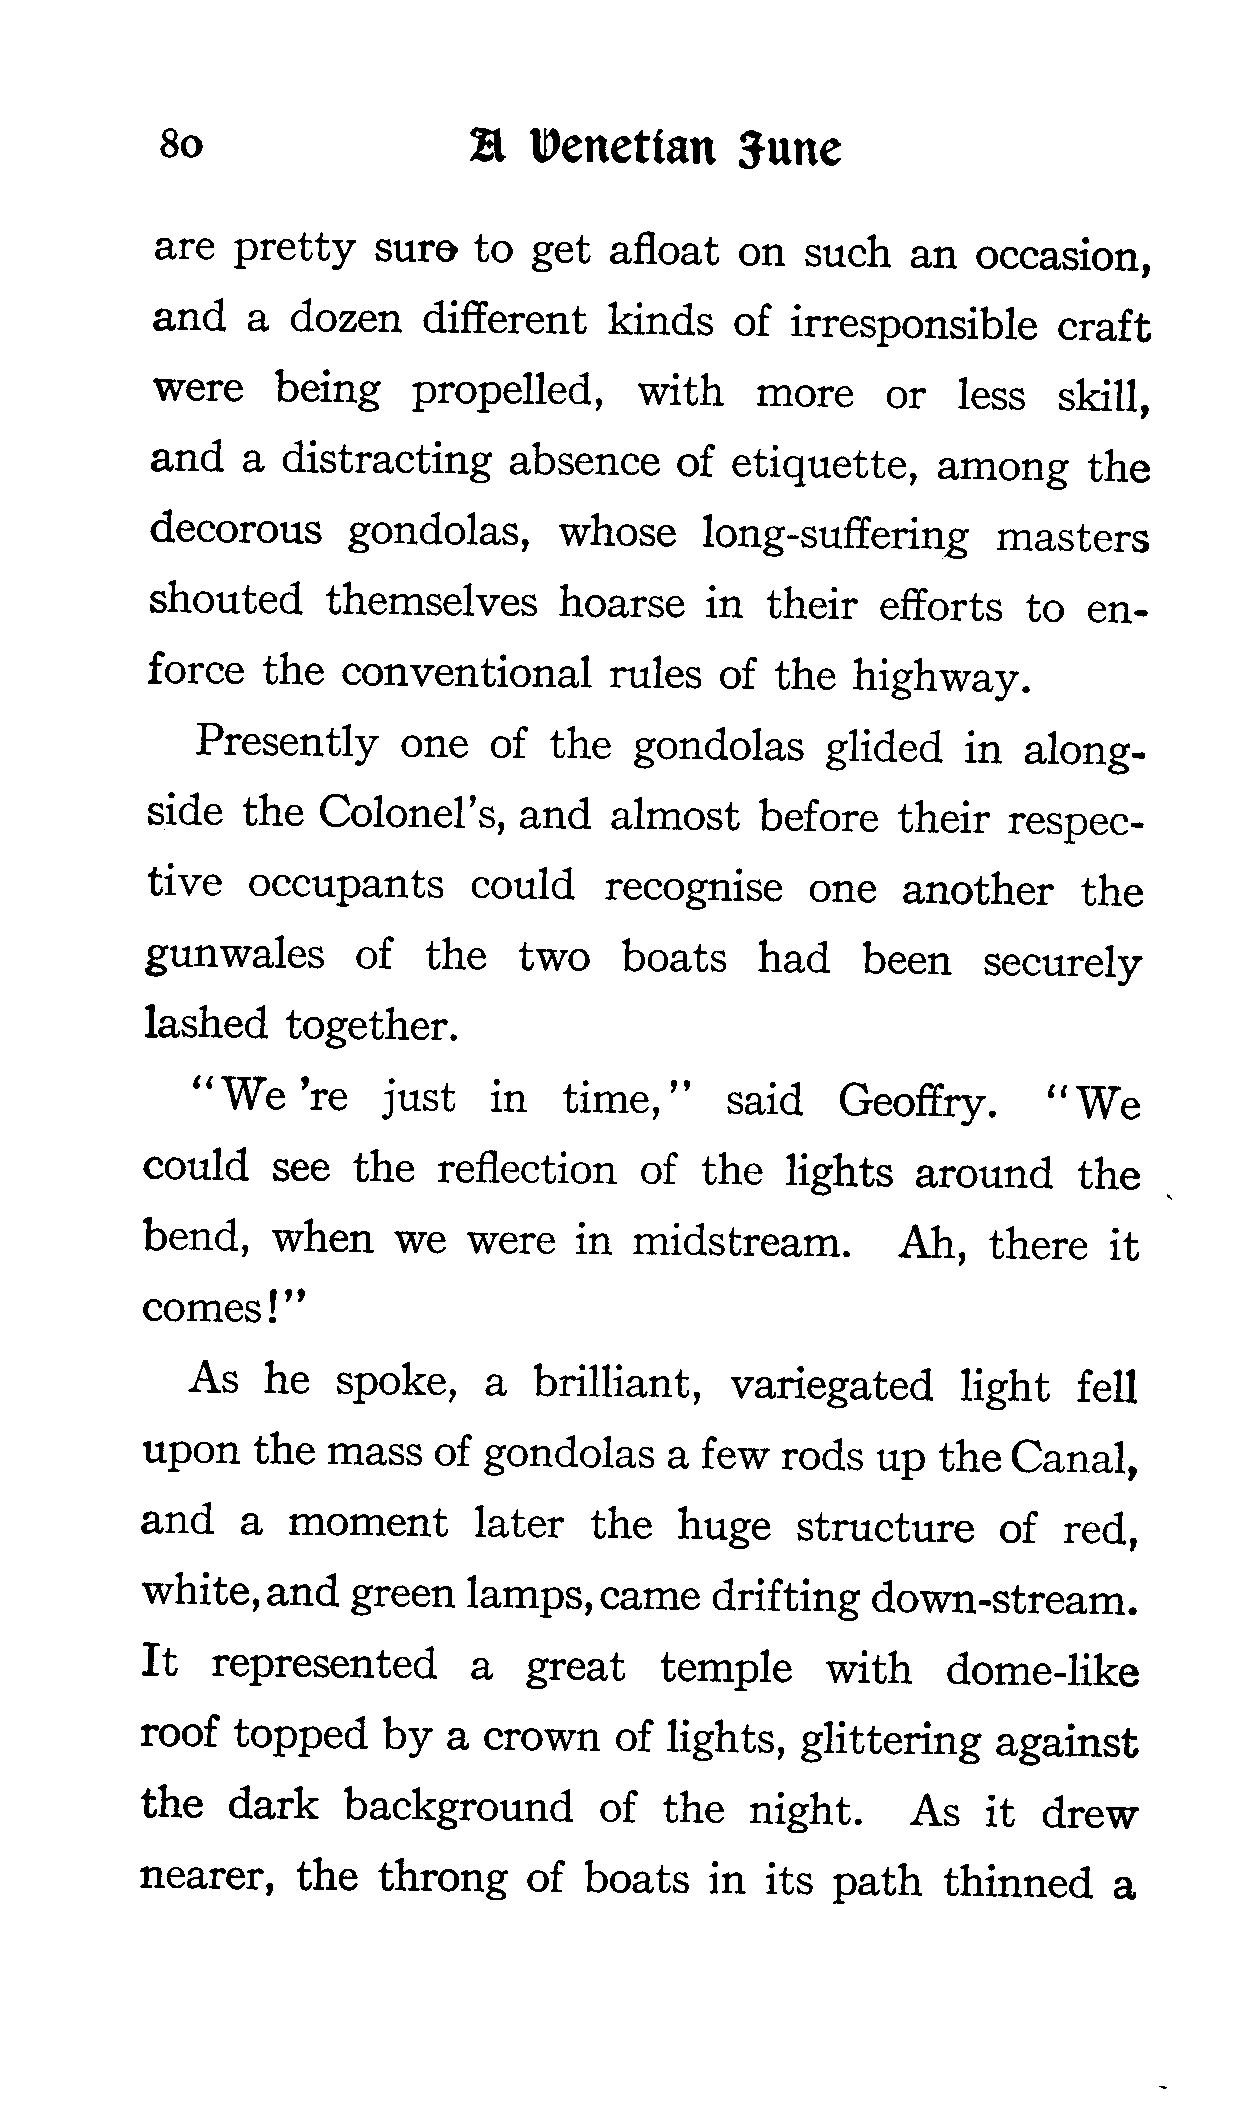 80 A Venetian June
are pretty sure to get afloat on such an occasion,
and a dozen different kinds of irresponsible craft
were being propelled, with more or less skill,
and a distracting absence of etiquette, among the
decorous gondolas, whose long-suffering masters
shouted themselves hoarse in their efforts to en-
force the conventional rules of the highway.
Presently one of the gondolas glided in along-
side the Colonel's, and almost before their respec-
tive occupants could recognise one another the
gunwales of the two boats had been securely
lashed together.
"We 're just in time," said Geoffry. "We
could see the reflection of the lights around the
bend, when we were in midstream. Ah, there it
comes!"
As he spoke, a brilliant, variegated light fell
upon the mass of gondolas a few rods up the Canal,
and a moment later the huge structure of red,
white, and green lamps, came drifting down-stream.
It represented a great temple with dome-like
roof topped by a crown of lights, glittering against
the dark background of the night. As it drew
nearer, the throng of boats in its path thinned a